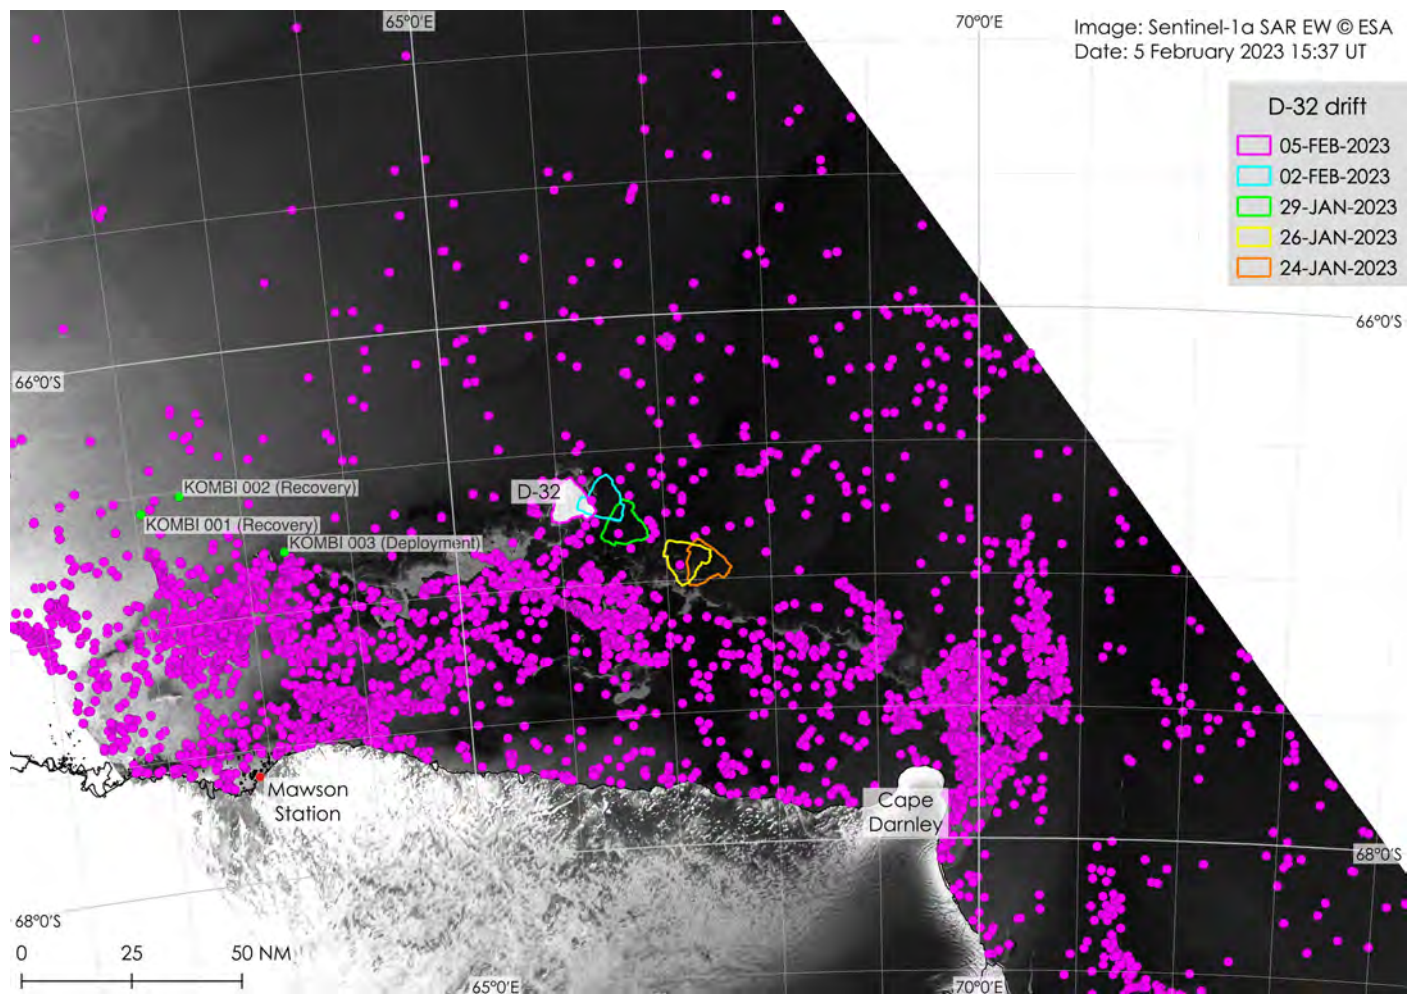 65°0'E
70°0'E
Image: Sentinel-1a SAR EW © ESA
Date: 5 February 2023 15:37 UT
D-32 drift
05-FEB-2023
02-FEB-2023
29-JAN-2023
26-JAN-2023
24-JAN-2023
66°0'S
66°0'S
KOMBI 002 (Recovery)
D-32
KOMBI 001 (Recovery)
KOMBI 003 (Deployment)
Mawson
Station
Cape
Darnley
68°0'S
68°0'S
0
25
50 NM
65°0'E
70°0'E